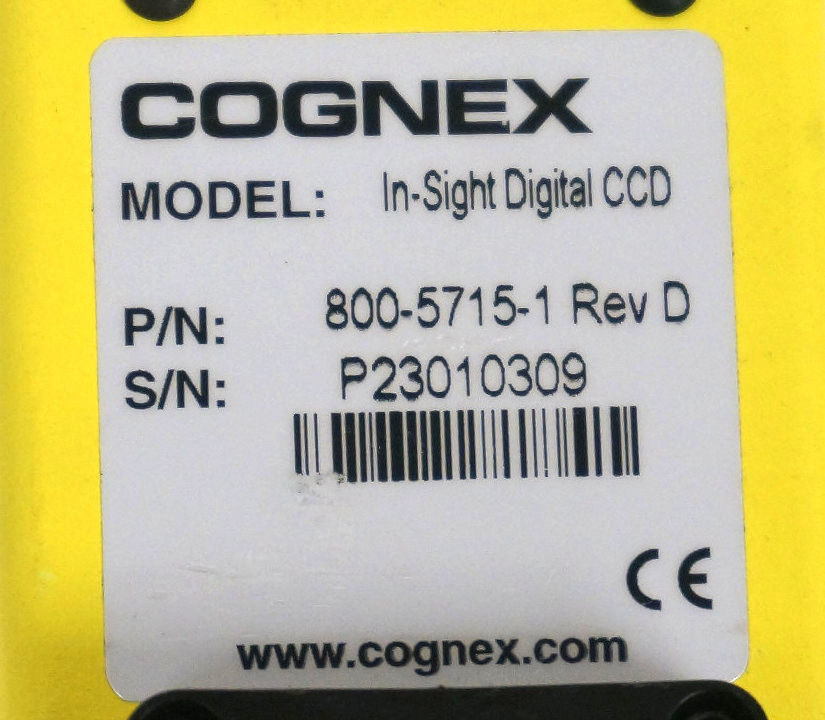 COGNEX
MODEL: In-Sight Digital CCD
P/N: 800-5715-1 Rev D
S/N: P23010309
CE
www.cognex.com